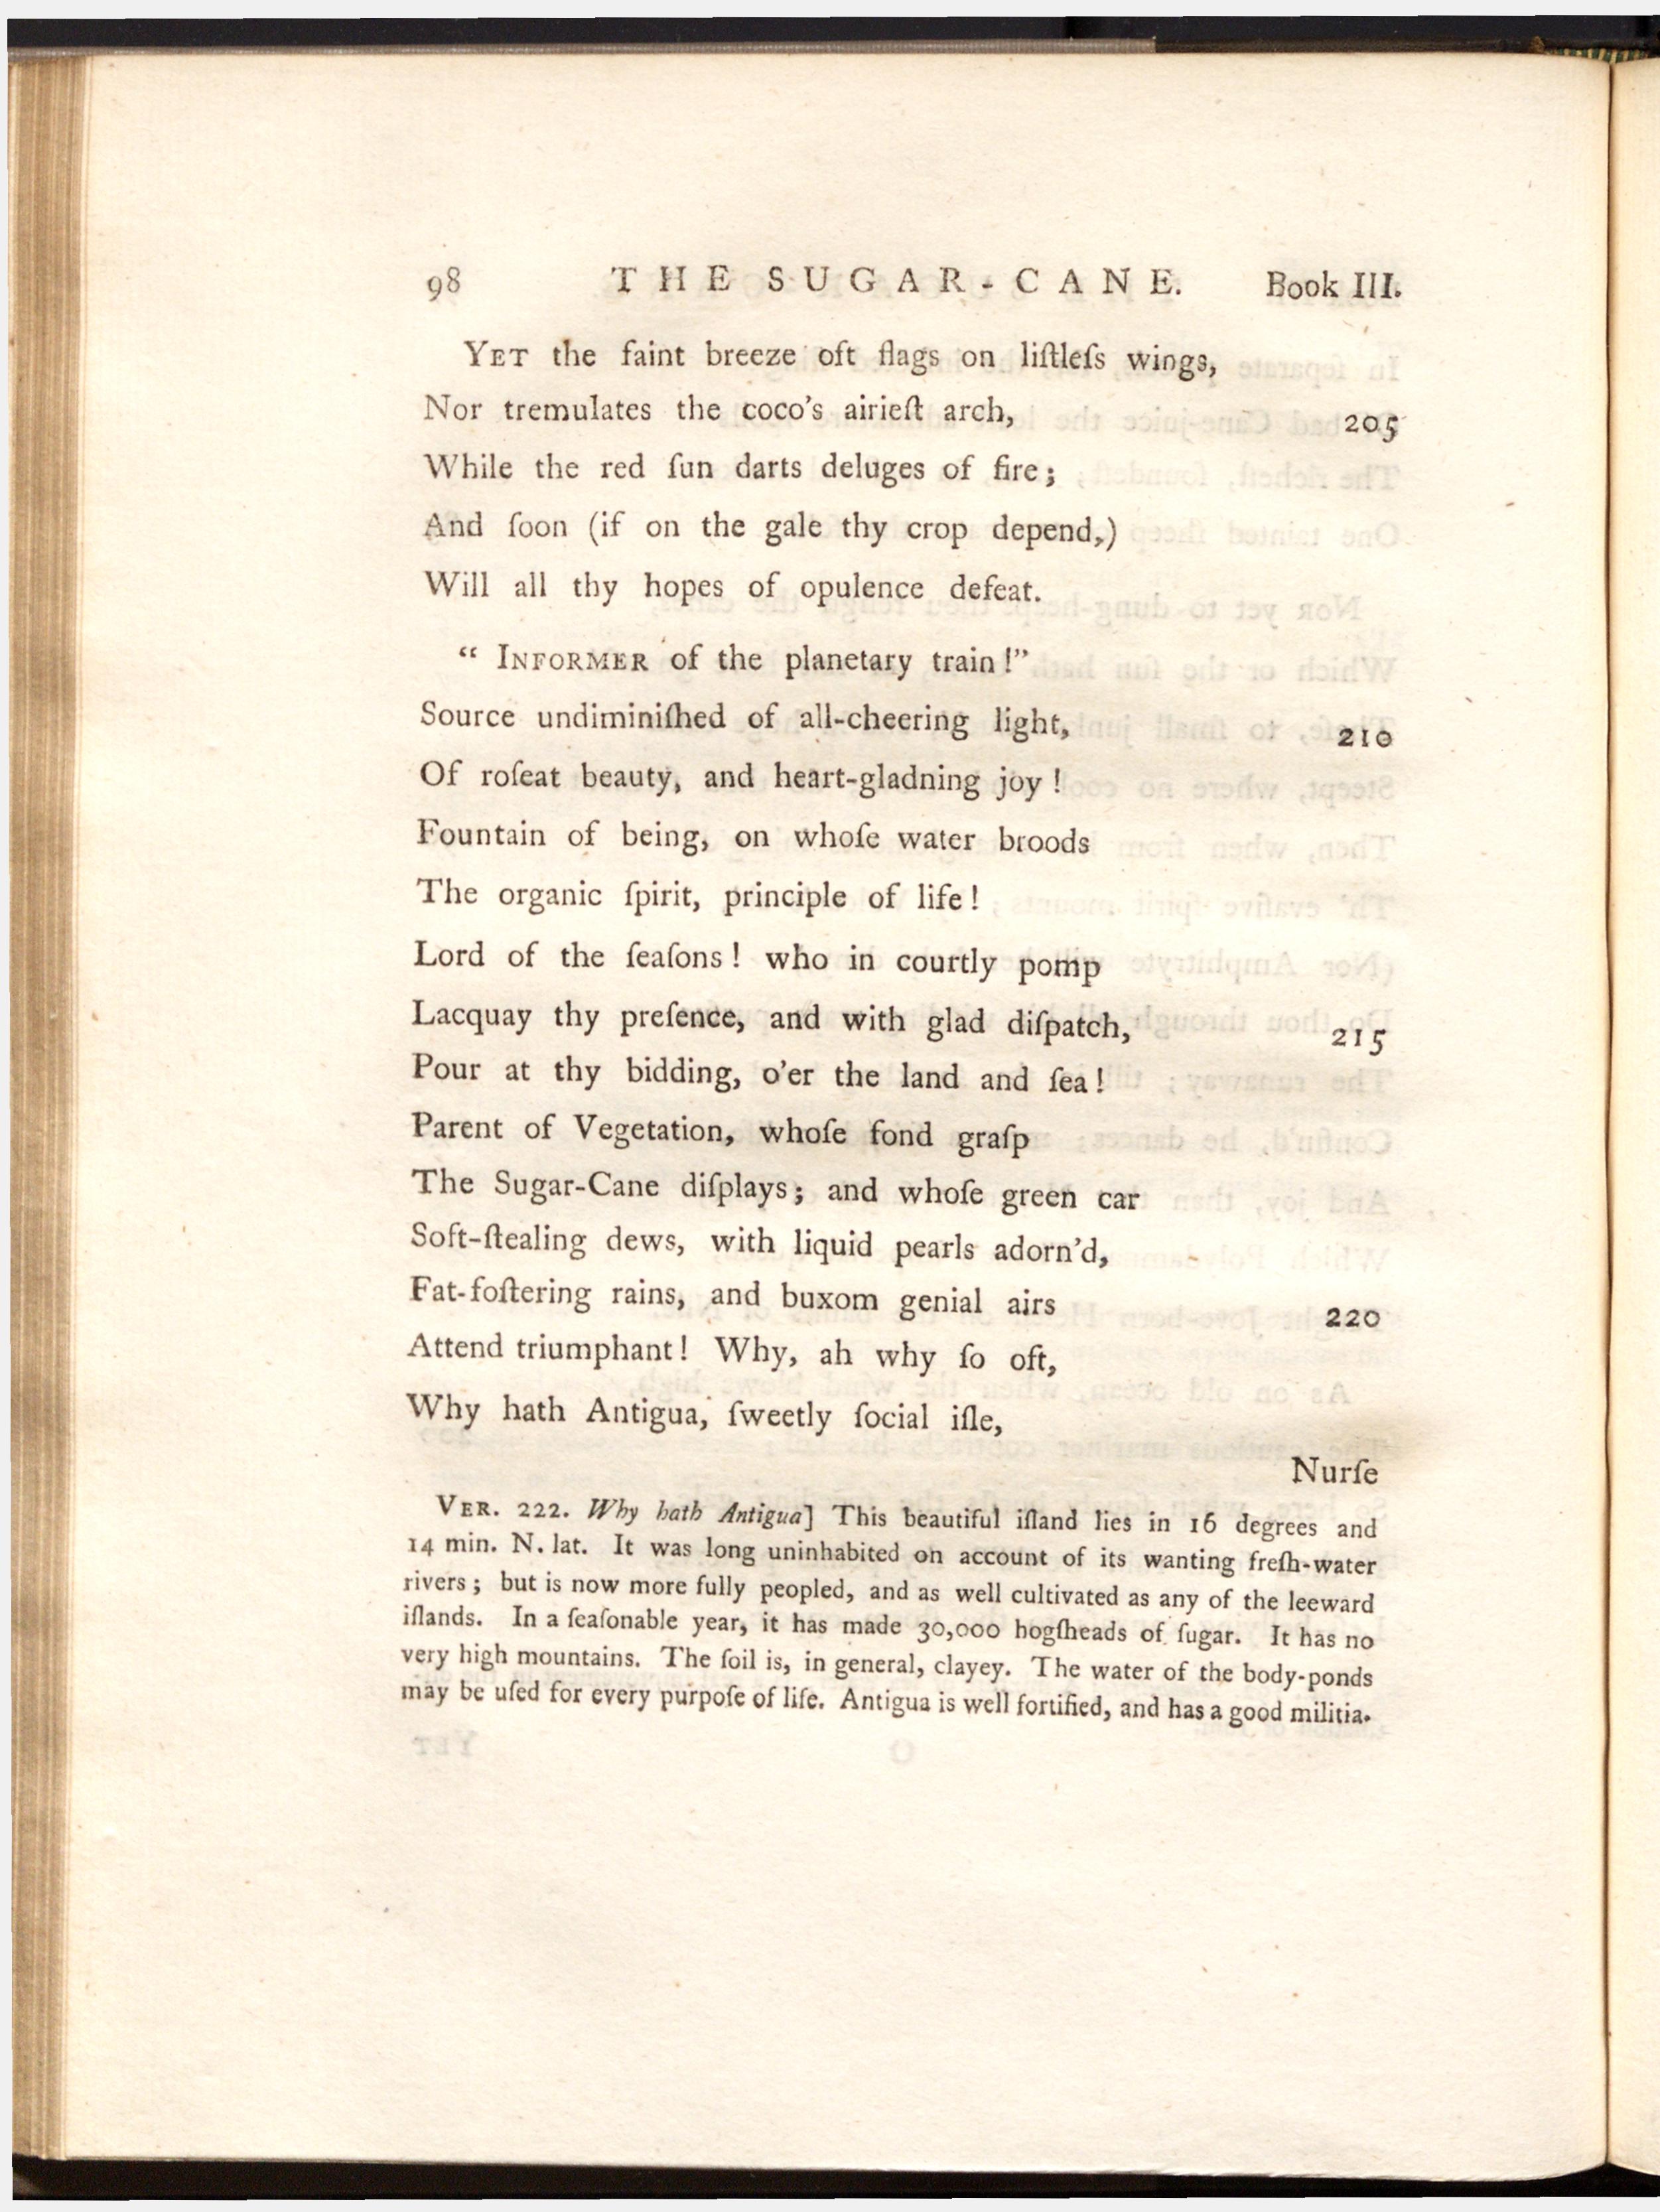 98 THE SUGAR-CANE. Book III.
YET the faint breeze oft flags on liſtleſs wings,
Nor tremulates the coco's airieſt arch, 205
While the red ſun darts deluges of fire;
And ſoon (if on the gale thy crop depend,)
Will all thy hopes of opulence defeat.
“ INFORMER of the planetary train!”
Source undiminiſhed of all-cheering light, 210
Of roſeat beauty, and heart-gladning joy!
Fountain of being, on whoſe water broods
The organic ſpirit, principle of life!
Lord of the ſeaſons! who in courtly pomp
Lacquay thy preſence, and with glad diſpatch, 215
Pour at thy bidding, o'er the land and ſea!
Parent of Vegetation, whoſe fond graſp
The Sugar-Cane diſplays; and whoſe green car
Soft-ſtealing dews, with liquid pearls adorn'd,
Fat-foſtering rains, and buxom genial airs 220
Attend triumphant! Why, ah why ſo oft,
Why hath Antigua, ſweetly ſocial iſle,
Nurſe
VER. 222. Why hath Antigua] This beautiful iſland lies in 16 degrees and
14 min. N. lat. It was long uninhabited on account of its wanting freſh-water
rivers; but is now more fully peopled, and as well cultivated as any of the leeward
iſlands. In a ſeaſonable year, it has made 30,000 hogſheads of ſugar. It has no
very high mountains. The ſoil is, in general, clayey. The water of the body-ponds
may be uſed for every purpoſe of life. Antigua is well fortified, and has a good militia.